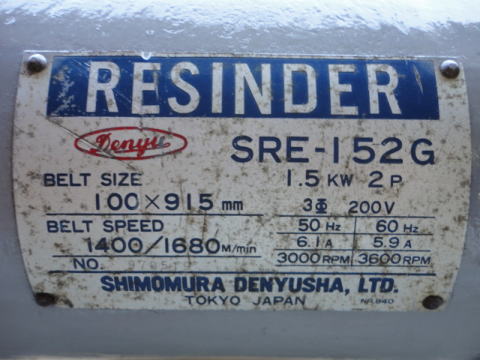 RESINDER
Denyu
SRE-152G
BELT SIZE 1.5 KW 2 P
100×915 mm 3Φ 200V
BELT SPEED 50 Hz 60 Hz
1400/1680 M/min 6.1 A 5.9 A
NO. 3000 RPM 3600 RPM
SHIMOMURA DENYUSHA, LTD.
TOKYO JAPAN